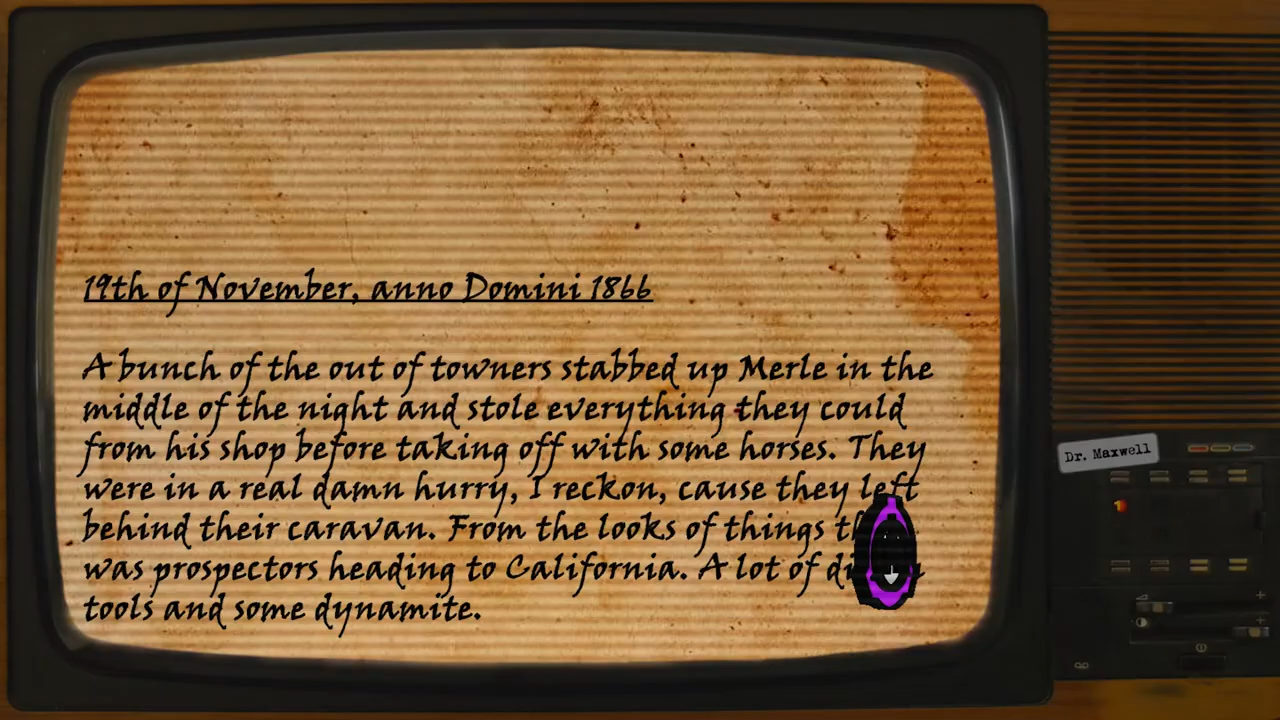 19th of November, anno Domini 1866
A bunch of the out of towners stabbed up Merle in the
middle of the night and stole everything they could
from his shop before taking off with some horses. They
were in a real damn hurry, I reckon, cause they left
behind their caravan. From the looks of things
was prospectors heading to California. A lot of
tools and some dynamite.
Dr. Maxwell